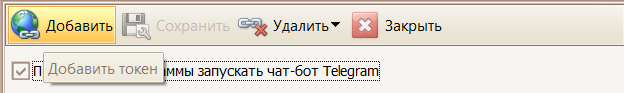 Добавить Сохранить Удалить Закрыть
Добавить токен
П ммы запускать чат-бот Telegram